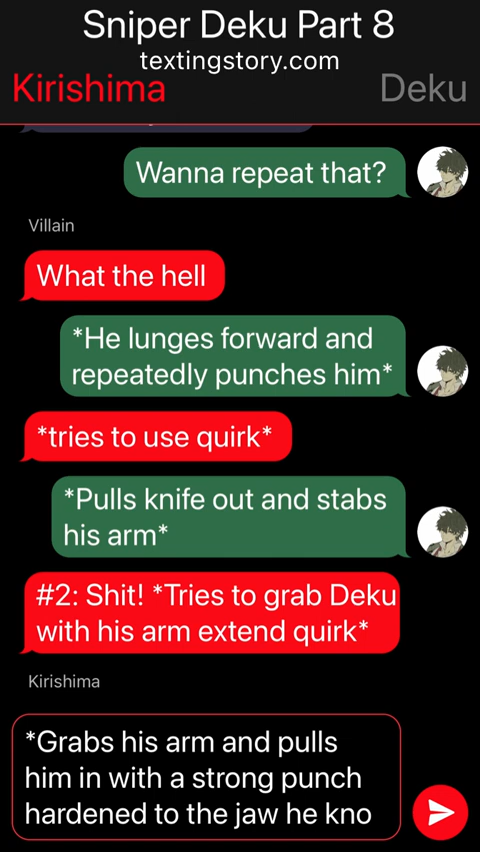 Sniper Deku Part 8
textingstory.com
Kirishima
Deku
Wanna repeat that?
Villain
What the hell
*He lunges forward and
repeatedly punches him*
*tries to use quirk*
*Pulls knife out and stabs
his arm*
#2: Shit! *Tries to grab Deku
with his arm extend quirk*
Kirishima
*Grabs his arm and pulls
him in with a strong punch
hardened to the jaw he kno